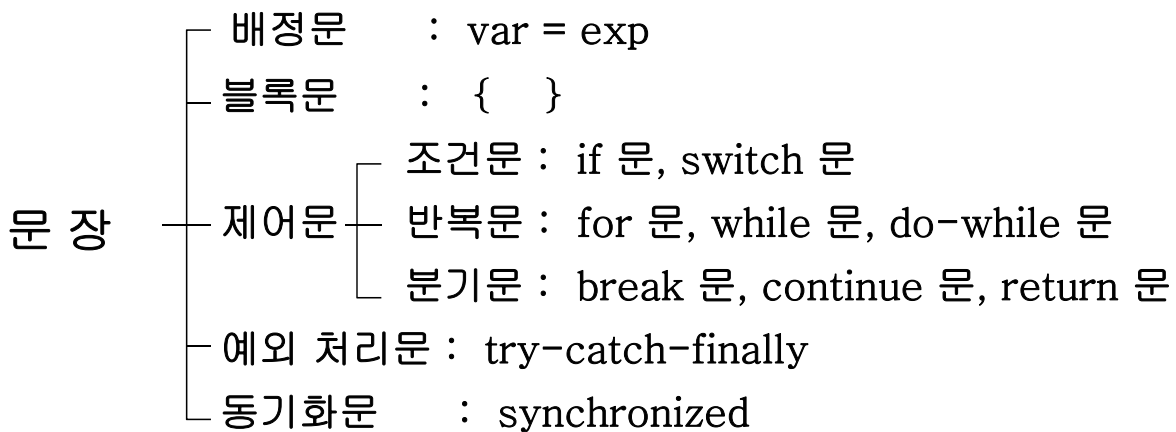 배정문 : var = exp
블록문 : { }
조건문 : if 문, switch 문
문 장 제어문 반복문 : for 문, while 문, do-while 문
분기문 : break 문, continue 문, return 문
예외 처리문 : try-catch-finally
동기화문 : synchronized